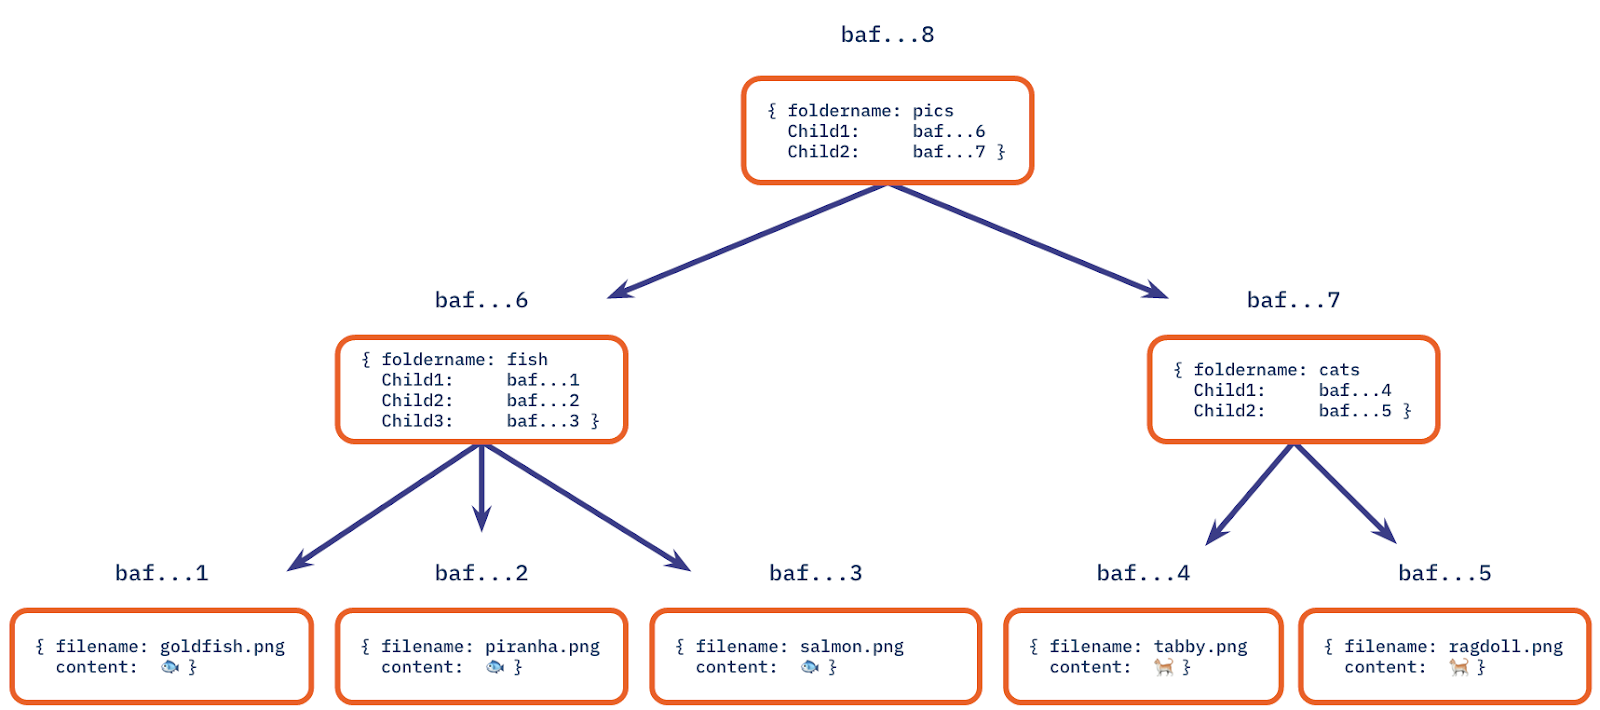 baf...8
{ foldername: pics
Child1: baf...6
Child2: baf...7 }
baf...6
{ foldername: fish
Child1: baf...1
Child2: baf...2
Child3: baf...3 }
baf...7
{ foldername: cats
Child1: baf...4
Child2: baf...5 }
baf...1
{ filename: goldfish.png
content: 🐟 }
baf...2
{ filename: piranha.png
content: 🐟 }
baf...3
{ filename: salmon.png
content: 🐟 }
baf...4
{ filename: tabby.png
content: 🐈 }
baf...5
{ filename: ragdoll.png
content: 🐈 }